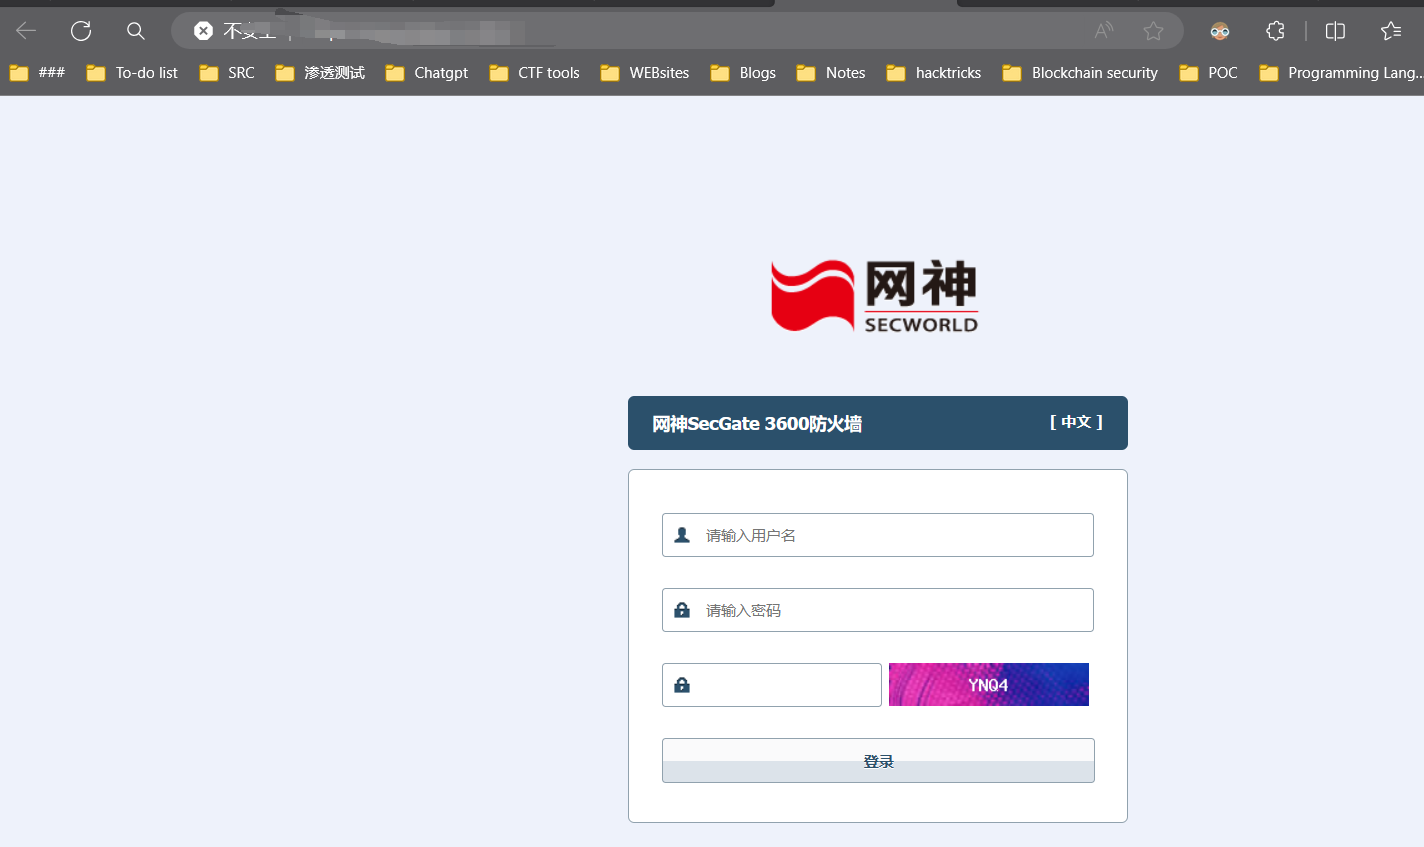 不安全
### To-do list SRC 渗透测试 Chatgpt CTF tools WEBsites Blogs Notes hacktricks Blockchain security POC Programming Lang...
网神
SECWORLD
网神SecGate 3600防火墙 [ 中文 ]
请输入用户名
请输入密码
YNQ4
登录